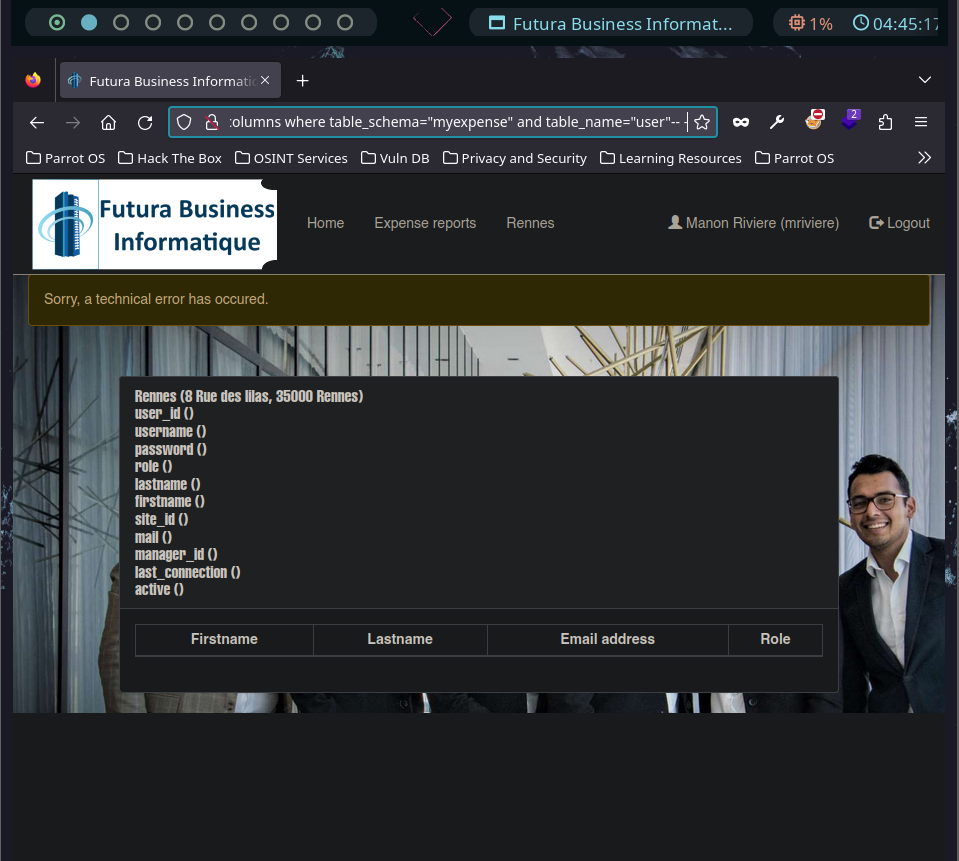 Futura Business Informat... 1% 04:45:17
Futura Business Informatic
:olumns where table_schema="myexpense" and table_name="user"-- -
2
Parrot OS Hack The Box OSINT Services Vuln DB Privacy and Security Learning Resources Parrot OS
Futura Business
Informatique
Home Expense reports Rennes Manon Riviere (mriviere) Logout
Sorry, a technical error has occured.
Rennes (8 Rue des lilas, 35000 Rennes)
user_id ()
username ()
password ()
role ()
lastname ()
firstname ()
site_id ()
mail ()
manager_id ()
last_connection ()
active ()
Firstname Lastname Email address Role